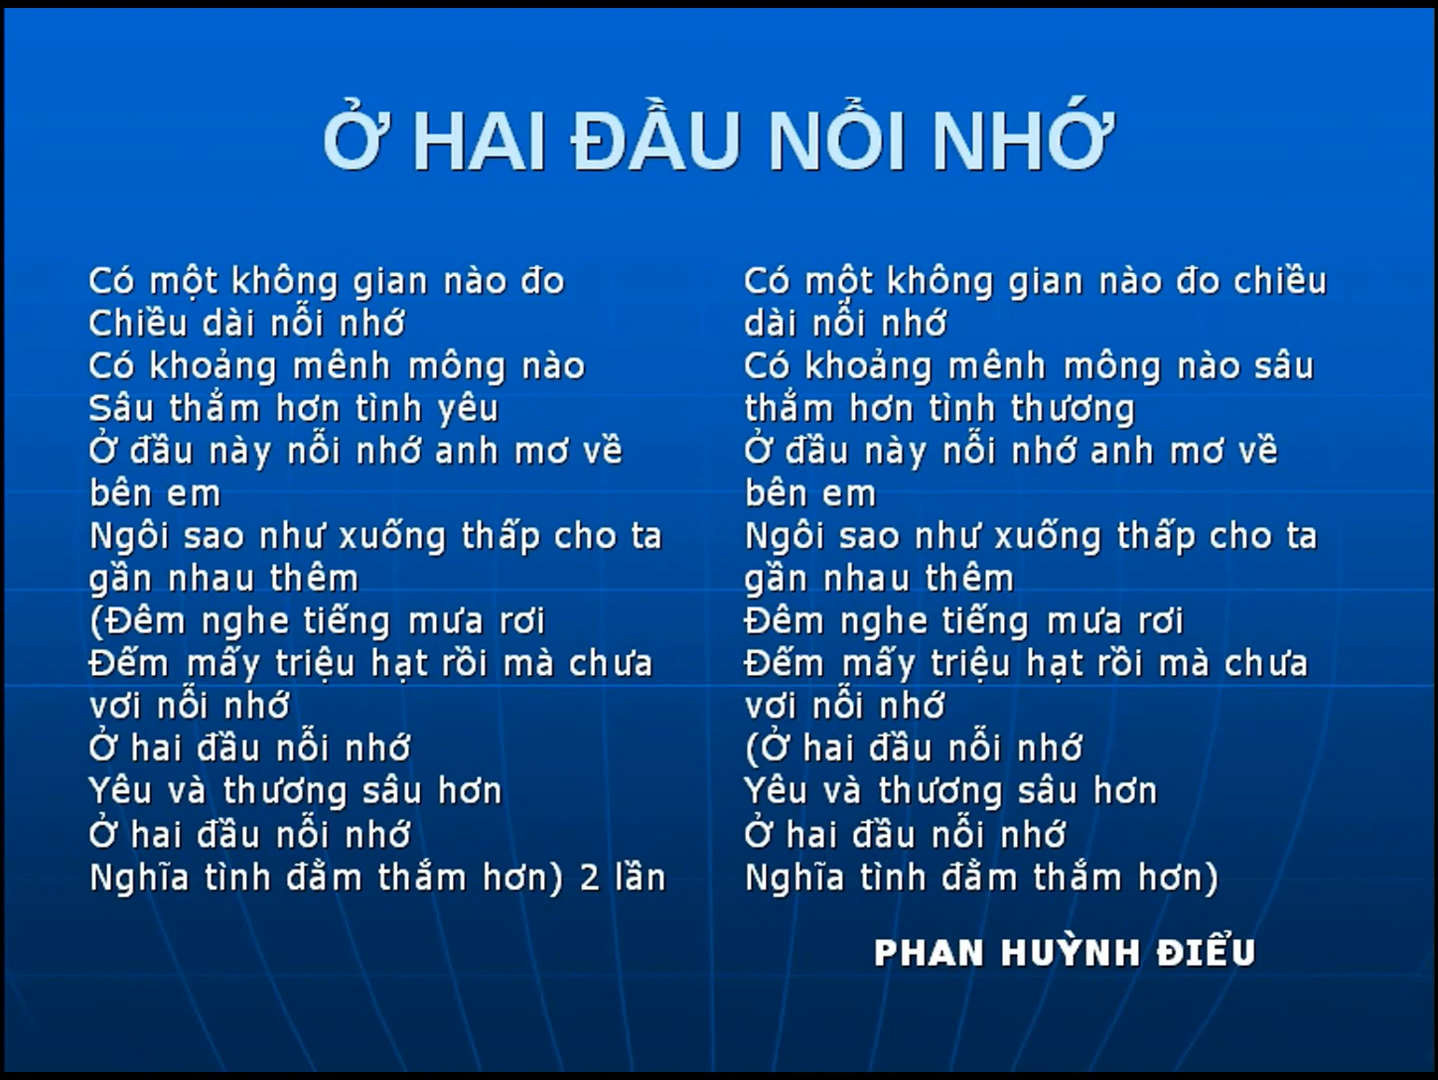 Ở HAI ĐẦU NỖI NHỚ
Có một không gian nào đo
Chiều dài nỗi nhớ
Có khoảng mênh mông nào
Sâu thẳm hơn tình yêu
Ở đầu này nỗi nhớ anh mơ về
bên em
Ngôi sao như xuống thấp cho ta
gần nhau thêm
(Đêm nghe tiếng mưa rơi
Đếm mấy triệu hạt rồi mà chưa
vơi nỗi nhớ
Ở hai đầu nỗi nhớ
Yêu và thương sâu hơn
Ở hai đầu nỗi nhớ
Nghĩa tình đằm thắm hơn) 2 lần
Có một không gian nào đo chiều
dài nỗi nhớ
Có khoảng mênh mông nào sâu
thẳm hơn tình thương
Ở đầu này nỗi nhớ anh mơ về
bên em
Ngôi sao như xuống thấp cho ta
gần nhau thêm
Đêm nghe tiếng mưa rơi
Đếm mấy triệu hạt rồi mà chưa
vơi nỗi nhớ
(Ở hai đầu nỗi nhớ
Yêu và thương sâu hơn
Ở hai đầu nỗi nhớ
Nghĩa tình đằm thắm hơn)
PHAN HUỲNH ĐIỂU